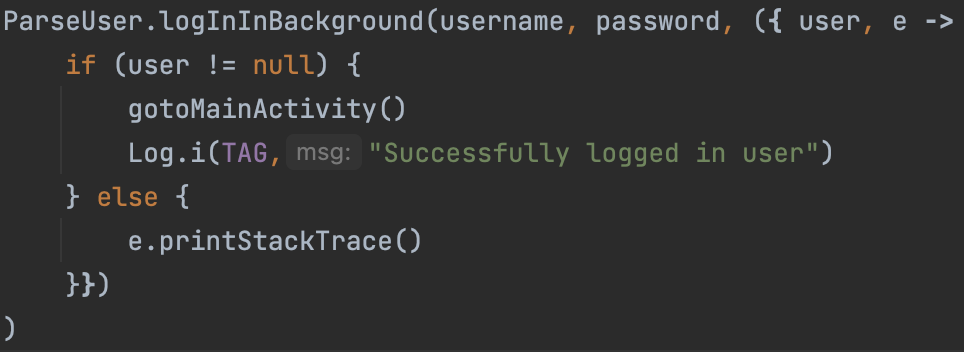 ParseUser.logInInBackground(username, password, ({ user, e ->
    if (user != null) {
        gotoMainActivity()
        Log.i(TAG, msg: "Successfully logged in user")
    } else {
        e.printStackTrace()
    }})
)